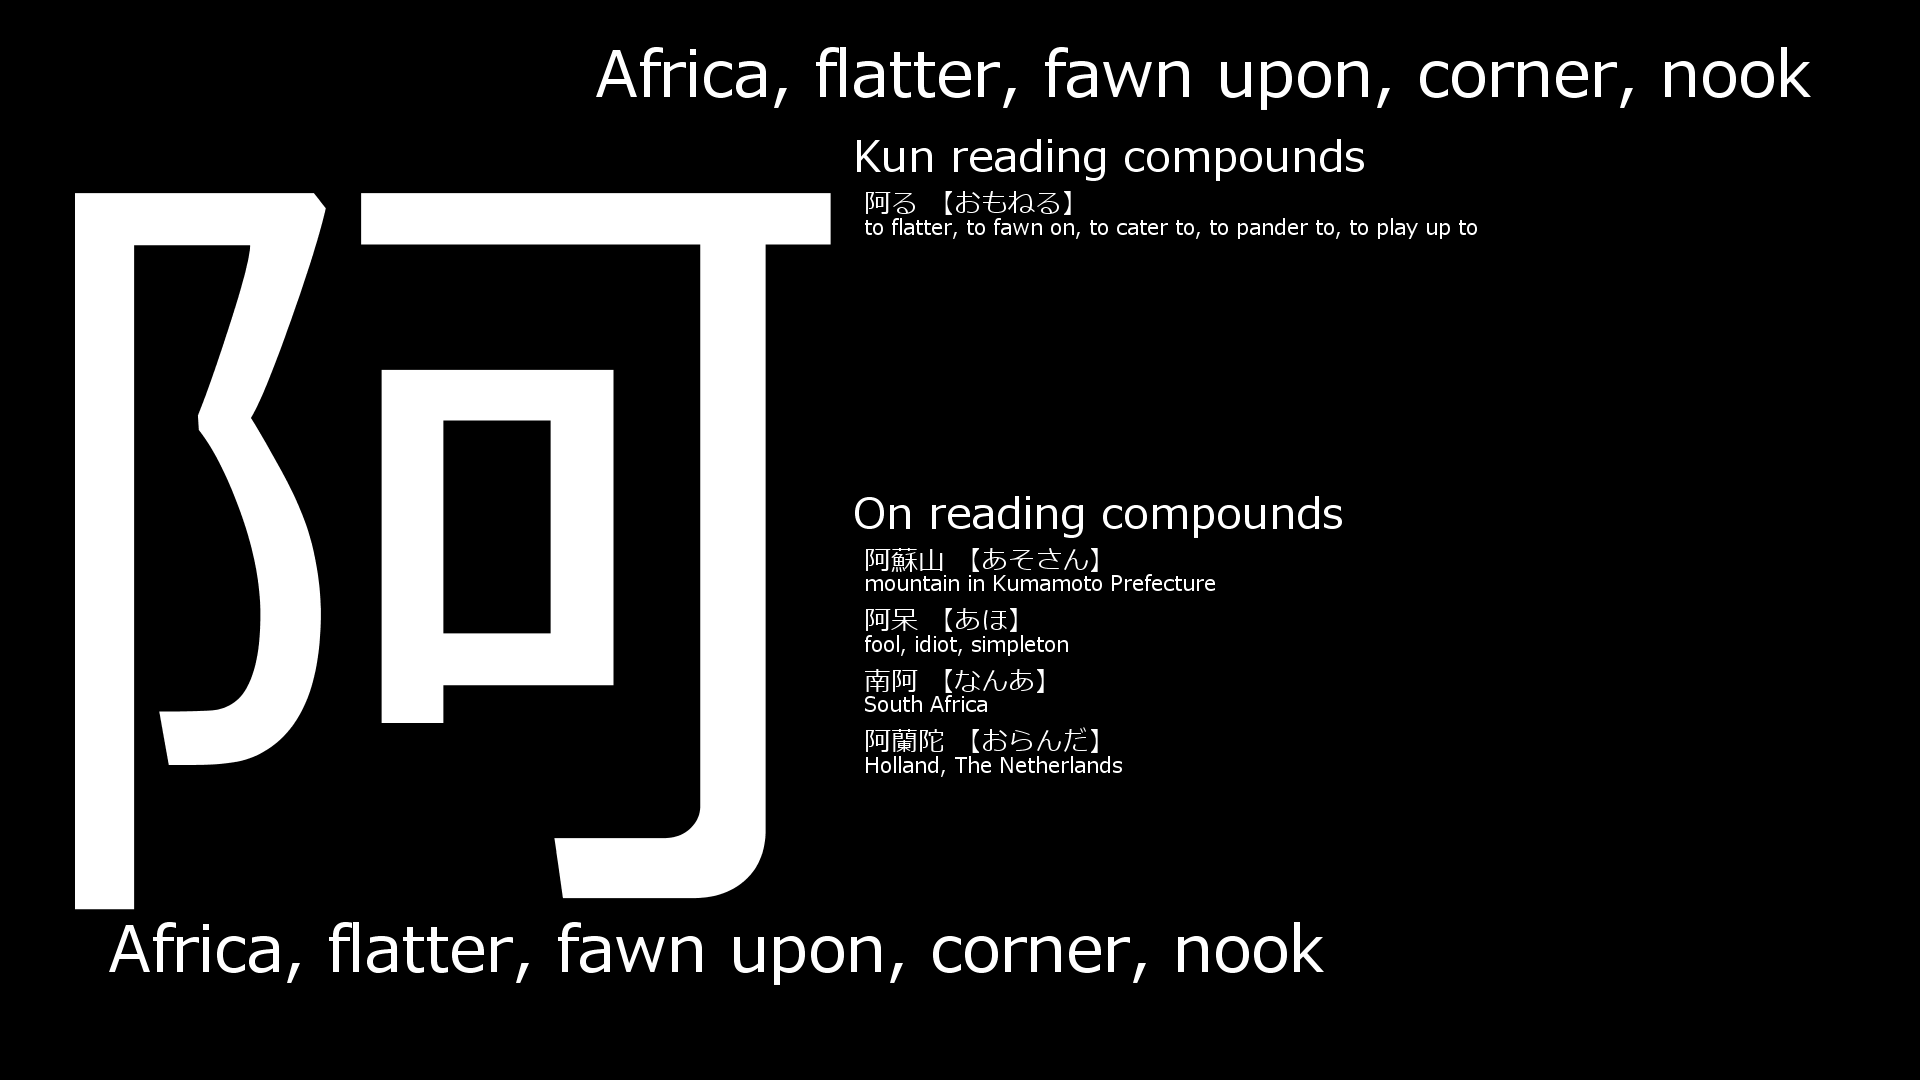 Africa, flatter, fawn upon, corner, nook
阿
Kun reading compounds
阿る 【おもねる】
to flatter, to fawn on, to cater to, to pander to, to play up to
On reading compounds
阿蘇山 【あそさん】
mountain in Kumamoto Prefecture
阿呆 【あほ】
fool, idiot, simpleton
南阿 【なんあ】
South Africa
阿蘭陀 【おらんだ】
Holland, The Netherlands
Africa, flatter, fawn upon, corner, nook